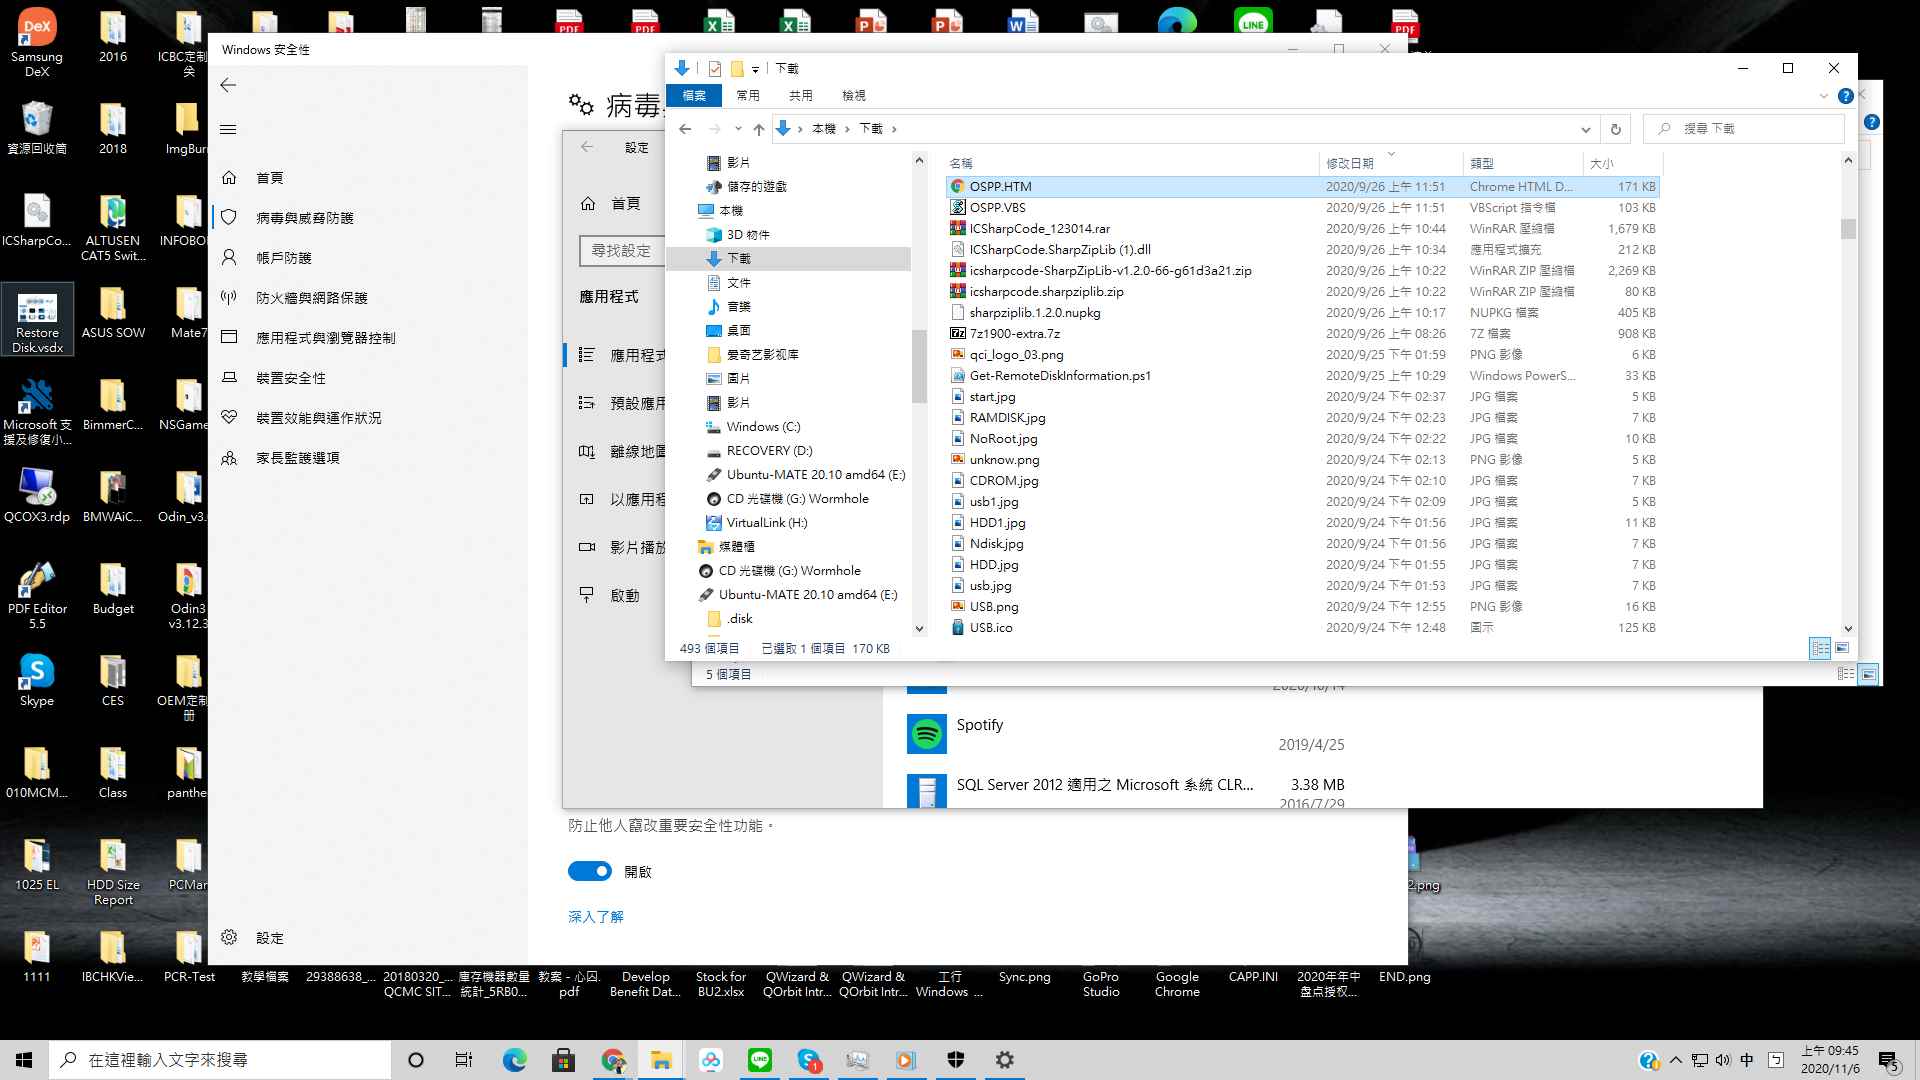 Samsung
DeX
2016
ICBC定制
矣
資源回收筒
2018
ImgBurn
ICSharpCo...
ALTUSEN
CAT5 Swit...
INFOBO
Restore
Disk.vsdx
ASUS SOW
Mate7
Microsoft 支
援及修復小...
BimmerC...
NSGame
QCOX3.rdp
BMWAiC...
Odin_v3.
PDF Editor
5.5
Budget
Odin3
v3.12.3
Skype
CES
OEM定制
册
010MCM...
Class
panthe
1025 EL
HDD Size
Report
PCMar
1111
IBCHKVie...
PCR-Test
教學檔案
29388638_...
20180320_...
QCMC SIT...
庫存機器數量
統計_5RB0...
教案 - 心囚.
pdf
Develop
Benefit Dat...
Stock for
BU2.xlsx
QWizard &
QOrbit Intr...
QWizard &
QOrbit Intr...
工行
Windows ...
Sync.png
GoPro
Studio
Google
Chrome
CAPP.INI
2020年年中
盘点授权...
END.png
2.png
PDF
PDF
LINE
PDF
Windows 安全性
首頁
病毒與威脅防護
帳戶防護
防火牆與網路保護
應用程式與瀏覽器控制
裝置安全性
裝置效能與運作狀況
家長監護選項
設定
病毒
防止他人竄改重要安全性功能。
開啟
深入了解
設定
首頁
尋找設定
應用程式
應用程式
預設應用
離線地圖
以應用程
影片播放
啟動
2020/10/14
Spotify
2019/4/25
SQL Server 2012 適用之 Microsoft 系統 CLR...
3.38 MB
2016/7/29
5 個項目
下載
檔案
常用
共用
檢視
本機
下載
搜尋 下載
影片
儲存的遊戲
本機
3D 物件
下載
文件
音樂
桌面
爱奇艺影视库
圖片
影片
Windows (C:)
RECOVERY (D:)
Ubuntu-MATE 20.10 amd64 (E:)
CD 光碟機 (G:) Wormhole
VirtualLink (H:)
媒體櫃
CD 光碟機 (G:) Wormhole
Ubuntu-MATE 20.10 amd64 (E:)
.disk
名稱 修改日期 類型 大小
OSPP.HTM 2020/9/26 上午 11:51 Chrome HTML D... 171 KB
OSPP.VBS 2020/9/26 上午 11:51 VBScript 指令檔 103 KB
ICSharpCode_123014.rar 2020/9/26 上午 10:44 WinRAR 壓縮檔 1,679 KB
ICSharpCode.SharpZipLib (1).dll 2020/9/26 上午 10:34 應用程式擴充 212 KB
icsharpcode-SharpZipLib-v1.2.0-66-g61d3a21.zip 2020/9/26 上午 10:22 WinRAR ZIP 壓縮檔 2,269 KB
icsharpcode.sharpziplib.zip 2020/9/26 上午 10:22 WinRAR ZIP 壓縮檔 80 KB
sharpziplib.1.2.0.nupkg 2020/9/26 上午 10:17 NUPKG 檔案 405 KB
7z1900-extra.7z 2020/9/26 上午 08:26 7Z 檔案 908 KB
qci_logo_03.png 2020/9/25 下午 01:59 PNG 影像 6 KB
Get-RemoteDiskInformation.ps1 2020/9/25 上午 10:29 Windows PowerS... 33 KB
start.jpg 2020/9/24 下午 02:37 JPG 檔案 5 KB
RAMDISK.jpg 2020/9/24 下午 02:23 JPG 檔案 7 KB
NoRoot.jpg 2020/9/24 下午 02:22 JPG 檔案 10 KB
unknow.png 2020/9/24 下午 02:13 PNG 影像 5 KB
CDROM.jpg 2020/9/24 下午 02:10 JPG 檔案 7 KB
usb1.jpg 2020/9/24 下午 02:09 JPG 檔案 5 KB
HDD1.jpg 2020/9/24 下午 01:56 JPG 檔案 11 KB
Ndisk.jpg 2020/9/24 下午 01:56 JPG 檔案 7 KB
HDD.jpg 2020/9/24 下午 01:55 JPG 檔案 7 KB
usb.jpg 2020/9/24 下午 01:53 JPG 檔案 7 KB
USB.png 2020/9/24 下午 12:55 PNG 影像 16 KB
USB.ico 2020/9/24 下午 12:48 圖示 125 KB
493 個項目 已選取 1 個項目 170 KB
在這裡輸入文字來搜尋
LINE
1
中
上午 09:45
2020/11/6
5